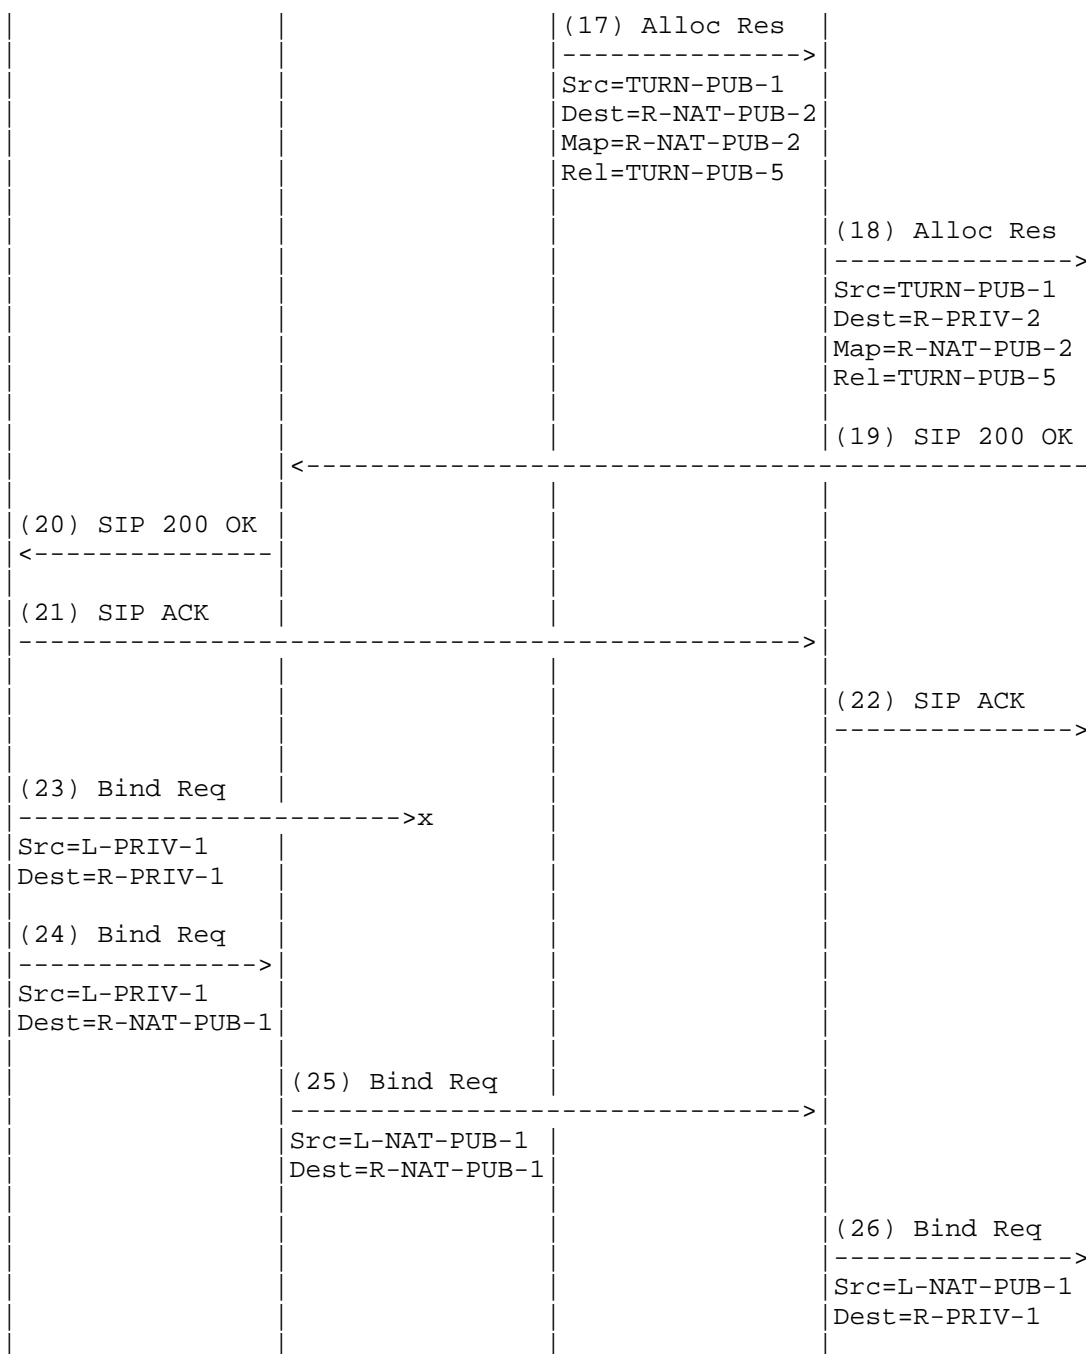 (17) Alloc Res
Src=TURN-PUB-1
Dest=R-NAT-PUB-2
Map=R-NAT-PUB-2
Rel=TURN-PUB-5
(18) Alloc Res
Src=TURN-PUB-1
Dest=R-PRIV-2
Map=R-NAT-PUB-2
Rel=TURN-PUB-5
(19) SIP 200 OK
(20) SIP 200 OK
(21) SIP ACK
(22) SIP ACK
(23) Bind Req
x
Src=L-PRIV-1
Dest=R-PRIV-1
(24) Bind Req
Src=L-PRIV-1
Dest=R-NAT-PUB-1
(25) Bind Req
Src=L-NAT-PUB-1
Dest=R-NAT-PUB-1
(26) Bind Req
Src=L-NAT-PUB-1
Dest=R-PRIV-1